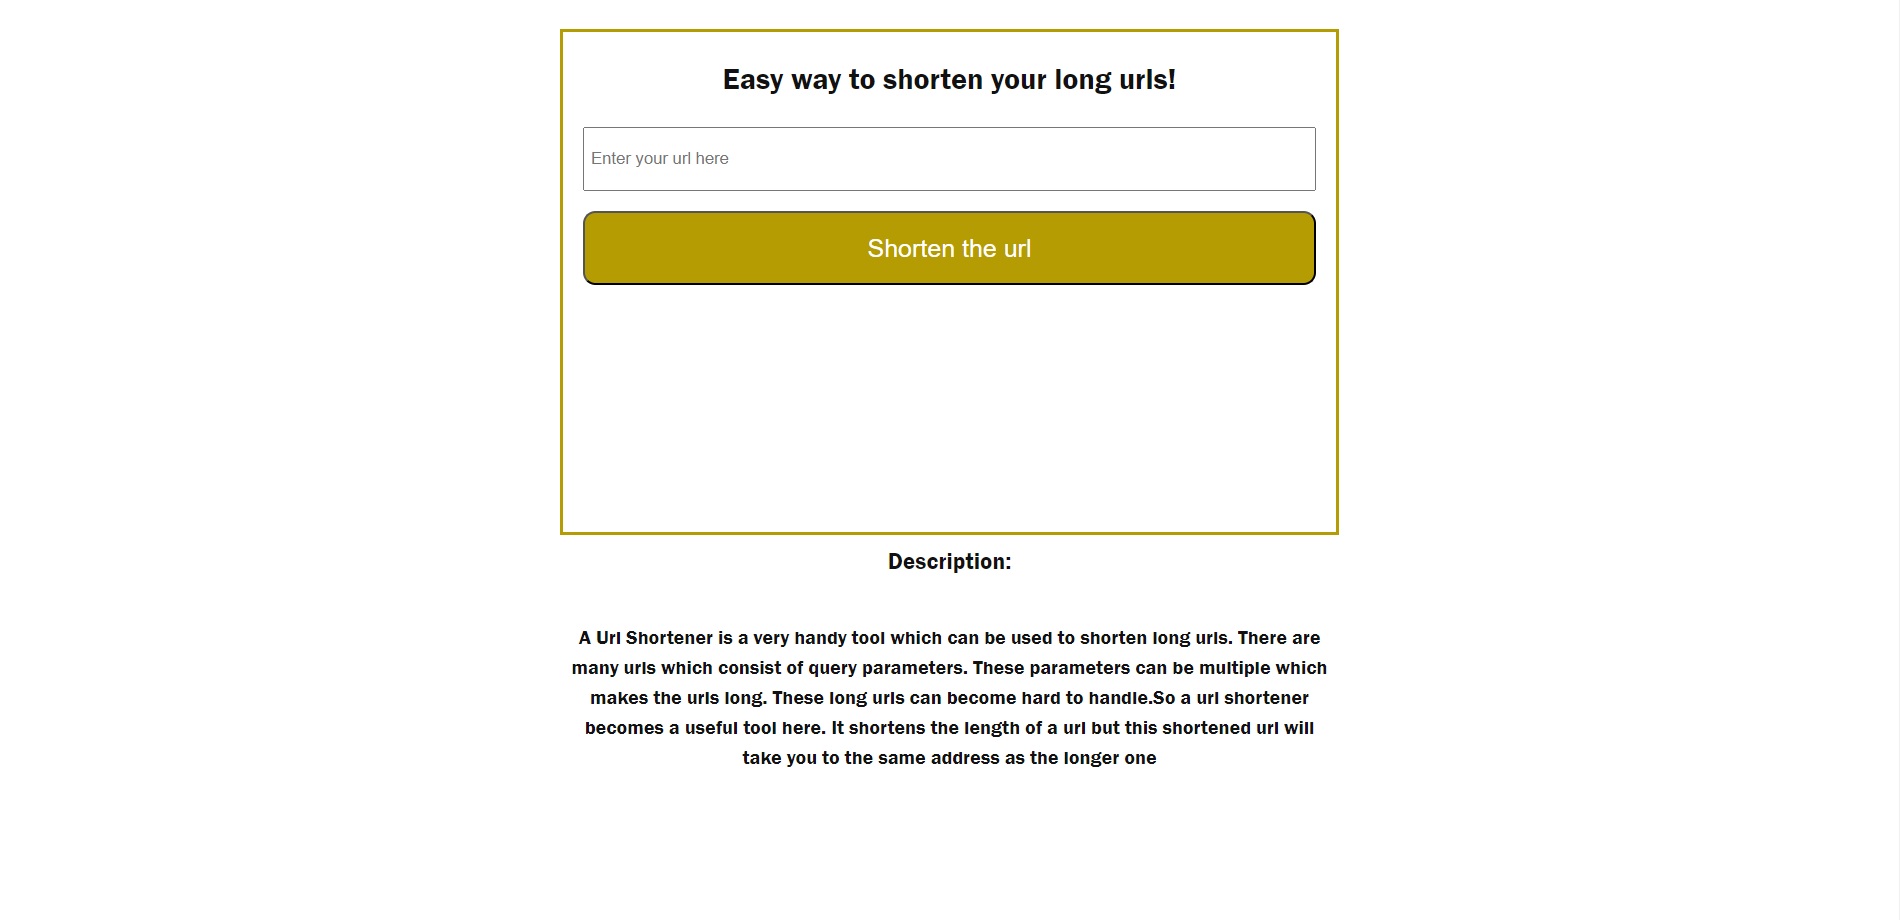 Easy way to shorten your long urls!
Enter your url here
Shorten the url
Description:
A Url Shortener is a very handy tool which can be used to shorten long urls. There are
many urls which consist of query parameters. These parameters can be multiple which
makes the urls long. These long urls can become hard to handle.So a url shortener
becomes a useful tool here. It shortens the length of a url but this shortened url will
take you to the same address as the longer one